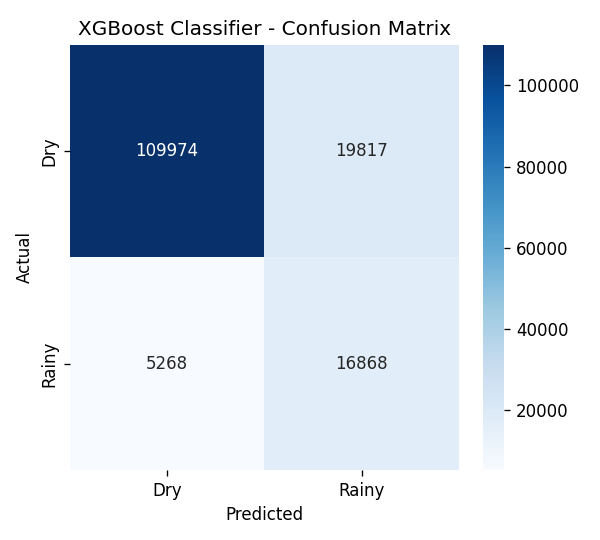 XGBoost Classifier - Confusion Matrix
Dry
109974
19817
Actual
Rainy
5268
16868
Dry
Rainy
Predicted
100000
80000
60000
40000
20000